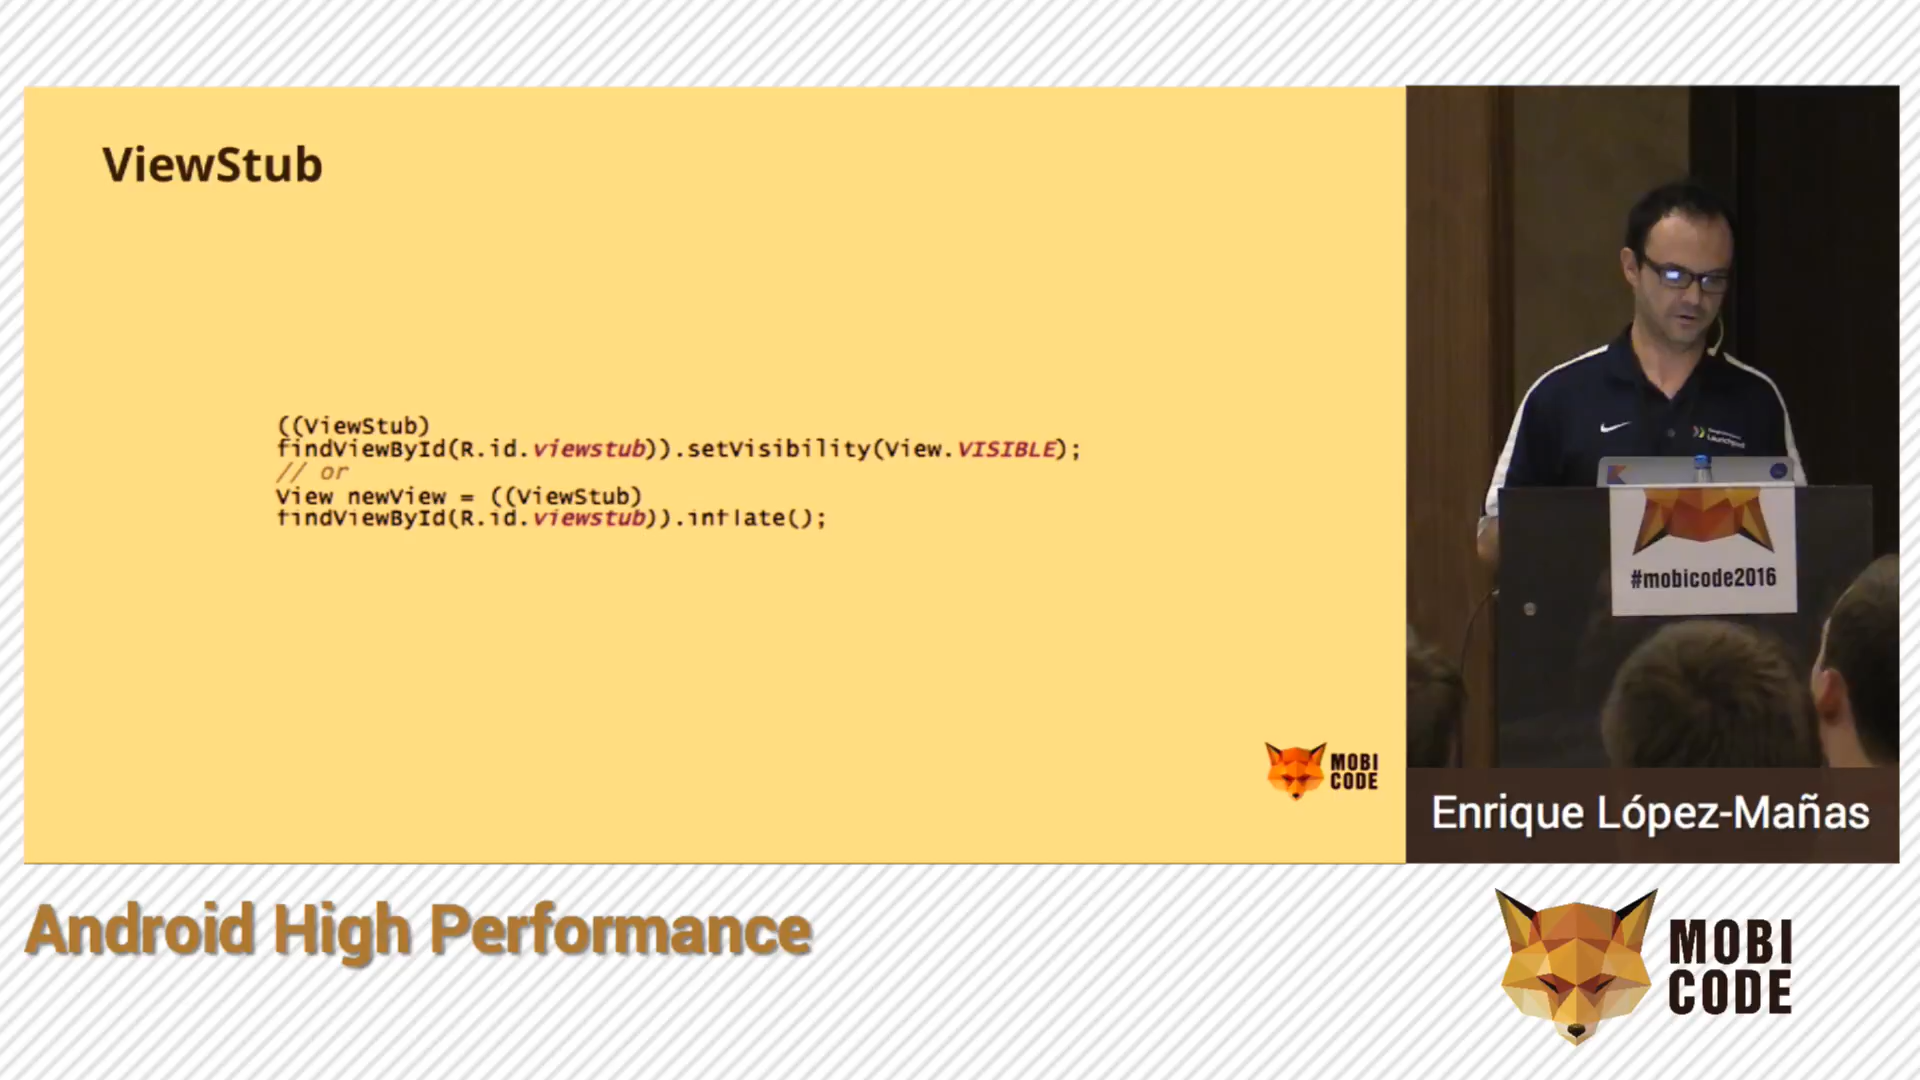 ViewStub
((ViewStub)
findViewById(R.id.viewstub)).setVisibility(View.VISIBLE);
// or
View newView = ((ViewStub)
findViewById(R.id.viewstub)).inflate();
MOBI
CODE
#mobicode2016
Enrique López-Mañas
Android High Performance
MOBI
CODE